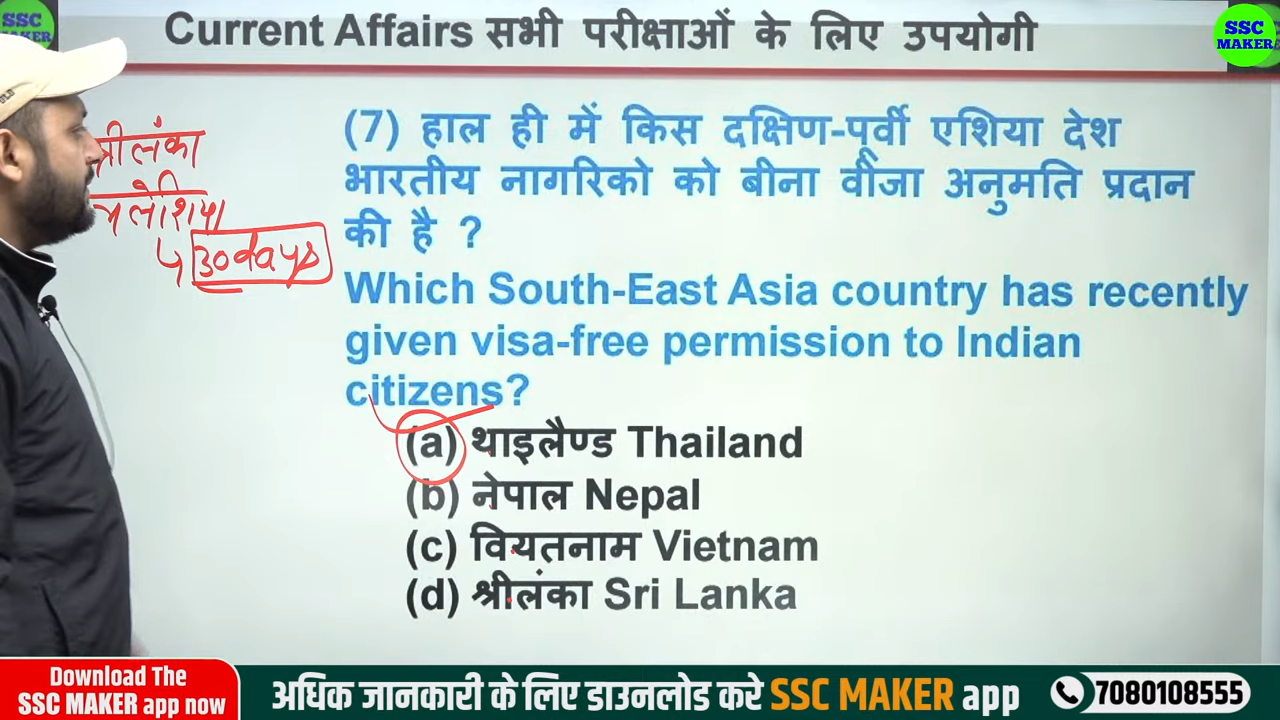 SSC
MAKER
Current Affairs सभी परीक्षाओं के लिए उपयोगी
SSC
MAKER
श्रीलंका
मलेशिया
30 days
(7) हाल ही में किस दक्षिण-पूर्वी एशिया देश
भारतीय नागरिको को बीना वीजा अनुमति प्रदान
की है ?
Which South-East Asia country has recently
given visa-free permission to Indian
citizens?
(a) थाइलैण्ड Thailand
(b) नेपाल Nepal
(c) वियतनाम Vietnam
(d) श्रीलंका Sri Lanka
Download The
SSC MAKER app now
अधिक जानकारी के लिए डाउनलोड करे SSC MAKER app
7080108555